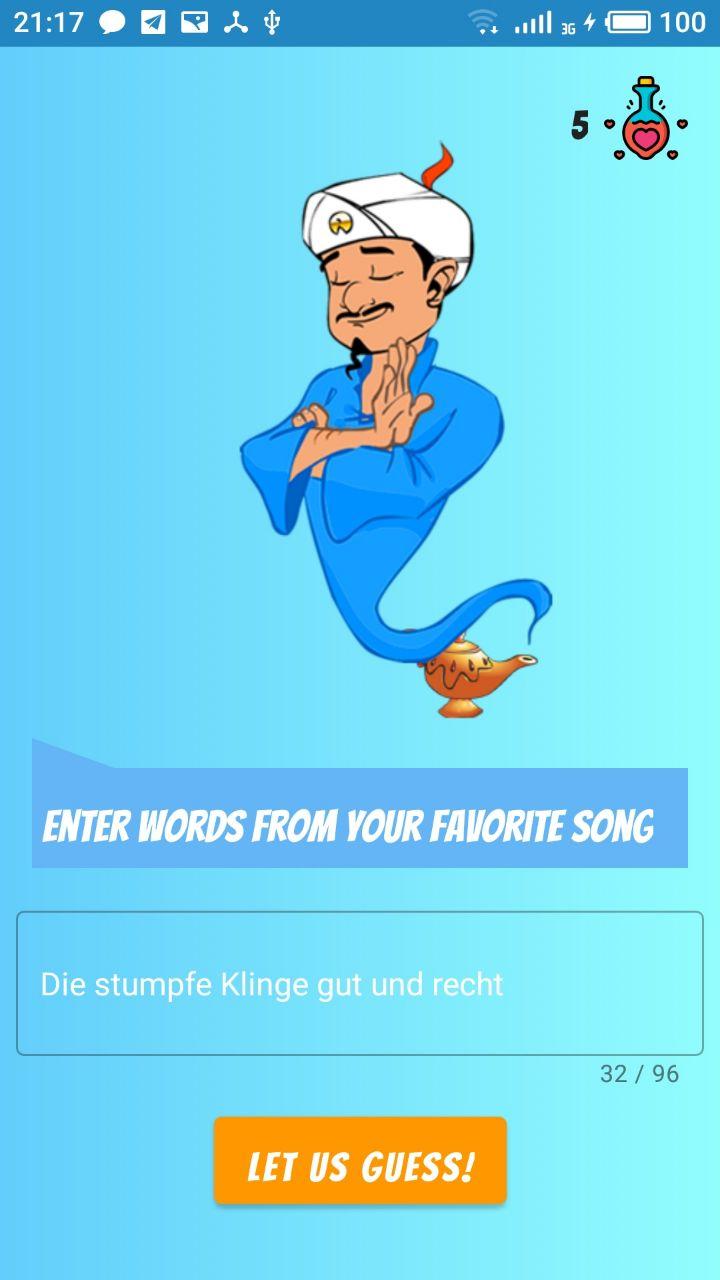 21:17 3G 100
5
ENTER WORDS FROM YOUR FAVORITE SONG
Die stumpfe Klinge gut und recht
32 / 96
LET US GUESS!